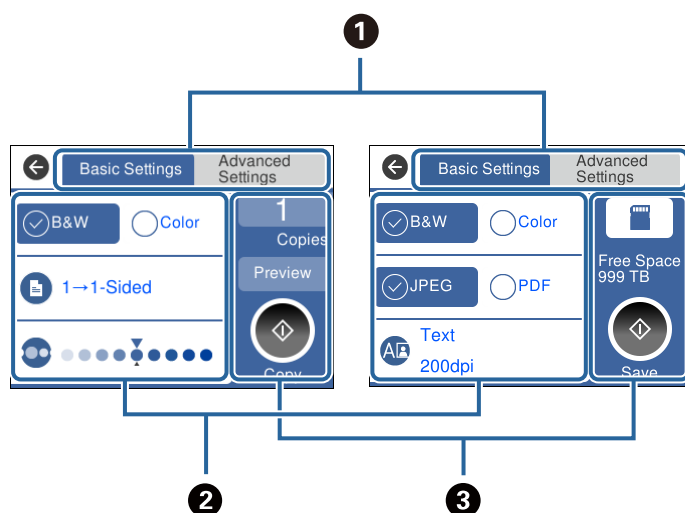 1
Basic Settings
Advanced
Settings
B&W
Color
1→1-Sided
1
Copies
Preview
Copy
Basic Settings
Advanced
Settings
B&W
Color
JPEG
PDF
A
Text
200dpi
Free Space
999 TB
Save
2
3